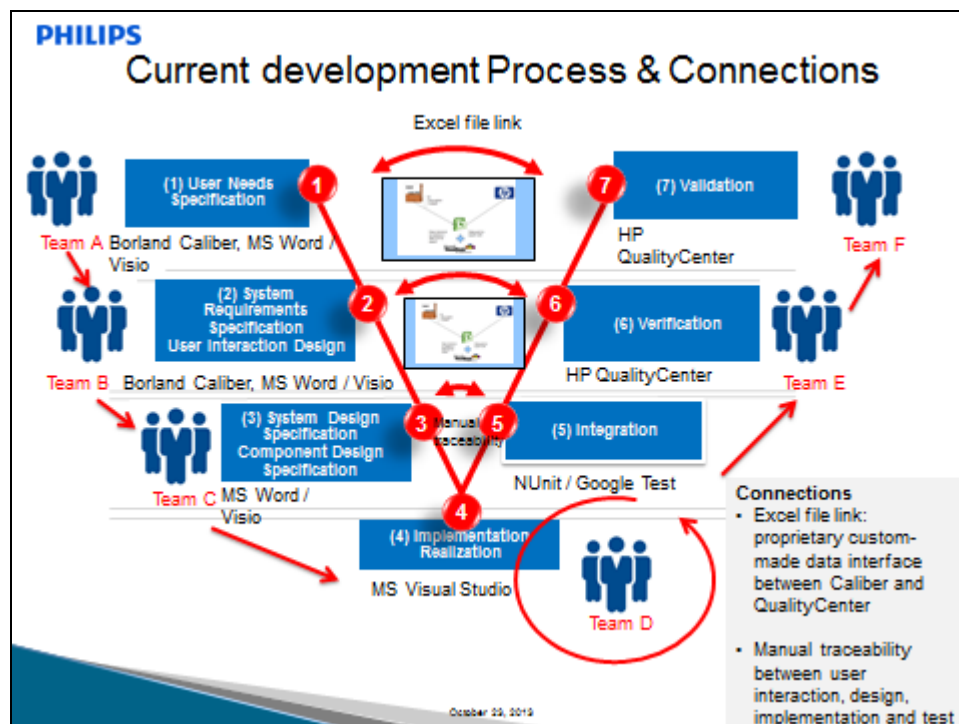 PHILIPS
Current development Process & Connections
Excel file link
(1) User Needs
Specification
1
7
(7) Validation
Team A
Borland Caliber, MS Word /
Visio
HP
QualityCenter
Team F
(2) System
Requirements
Specification
User Interaction Design
2
6
(6) Verification
Team B
Borland Caliber, MS Word / Visio
HP QualityCenter
Team E
(3) System Design
Specification
Component Design
Specification
3
Manual
traceability
5
(5) Integration
Team C
MS Word /
Visio
NUnit / Google Test
4
(4) Implementation
Realization
MS Visual Studio
Team D
Connections
• Excel file link:
proprietary custom-
made data interface
between Caliber and
QualityCenter
• Manual traceability
between user
interaction, design,
implementation and test
October 29, 2013